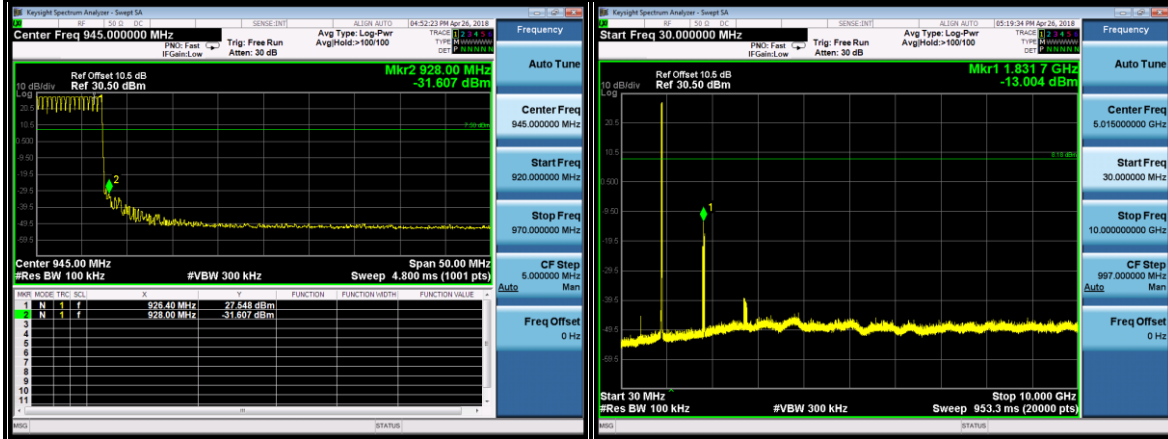 Keysight Spectrum Analyzer - Swept SA
RF 50 Ω DC SENSE:INT ALIGN AUTO 04:52:23 PM Apr 26, 2018
Center Freq 945.000000 MHz
PNO: Fast
IFGain:Low
Trig: Free Run
Atten: 30 dB
Avg Type: Log-Pwr
Avg|Hold:>100/100
TRACE 1 2 3 4 5 6
TYPE M W W W W W
DET P N N N N N
Mkr2 928.00 MHz
-31.607 dBm
Ref Offset 10.5 dB
Ref 30.50 dBm
10 dB/div
Log
20.5
10.5
7.58 dBm
0.500
-9.50
-19.5
2
-29.5
-39.5
-49.5
-59.5
Center 945.00 MHz
Span 50.00 MHz
#Res BW 100 kHz
#VBW 300 kHz
Sweep 4.800 ms (1001 pts)
MKR MODE TRC SCL X Y FUNCTION FUNCTION WIDTH FUNCTION VALUE
1 N 1 f 926.40 MHz 27.548 dBm
2 N 1 f 928.00 MHz -31.607 dBm
3
4
5
6
7
8
9
10
11
MSG
STATUS
Frequency
Auto Tune
Center Freq
945.000000 MHz
Start Freq
920.000000 MHz
Stop Freq
970.000000 MHz
CF Step
5.000000 MHz
Auto Man
Freq Offset
0 Hz
Keysight Spectrum Analyzer - Swept SA
RF 50 Ω DC SENSE:INT ALIGN AUTO 05:19:34 PM Apr 26, 2018
Start Freq 30.000000 MHz
PNO: Fast
IFGain:Low
Trig: Free Run
Atten: 30 dB
Avg Type: Log-Pwr
Avg|Hold:>100/100
TRACE 1 2 3 4 5 6
TYPE M W W W W W
DET P N N N N N
Mkr1 1.831 7 GHz
-13.004 dBm
Ref Offset 10.5 dB
Ref 30.50 dBm
10 dB/div
Log
20.5
10.5
0.500
-9.50
1
-19.5
-29.5
-39.5
-49.5
-59.5
Start 30 MHz
Stop 10.000 GHz
#Res BW 100 kHz
#VBW 300 kHz
Sweep 953.3 ms (20000 pts)
MSG
STATUS
Frequency
Auto Tune
Center Freq
5.015000000 GHz
Start Freq
30.000000 MHz
Stop Freq
10.000000000 GHz
CF Step
997.000000 MHz
Auto Man
Freq Offset
0 Hz